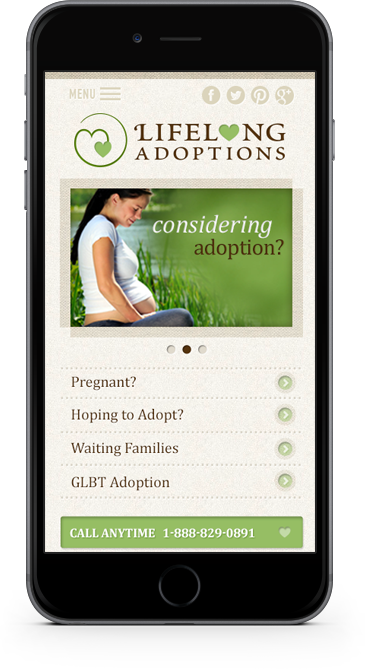 MENU
LIFELONG
ADOPTIONS
considering
adoption?
Pregnant?
Hoping to Adopt?
Waiting Families
GLBT Adoption
CALL ANYTIME 1-888-829-0891